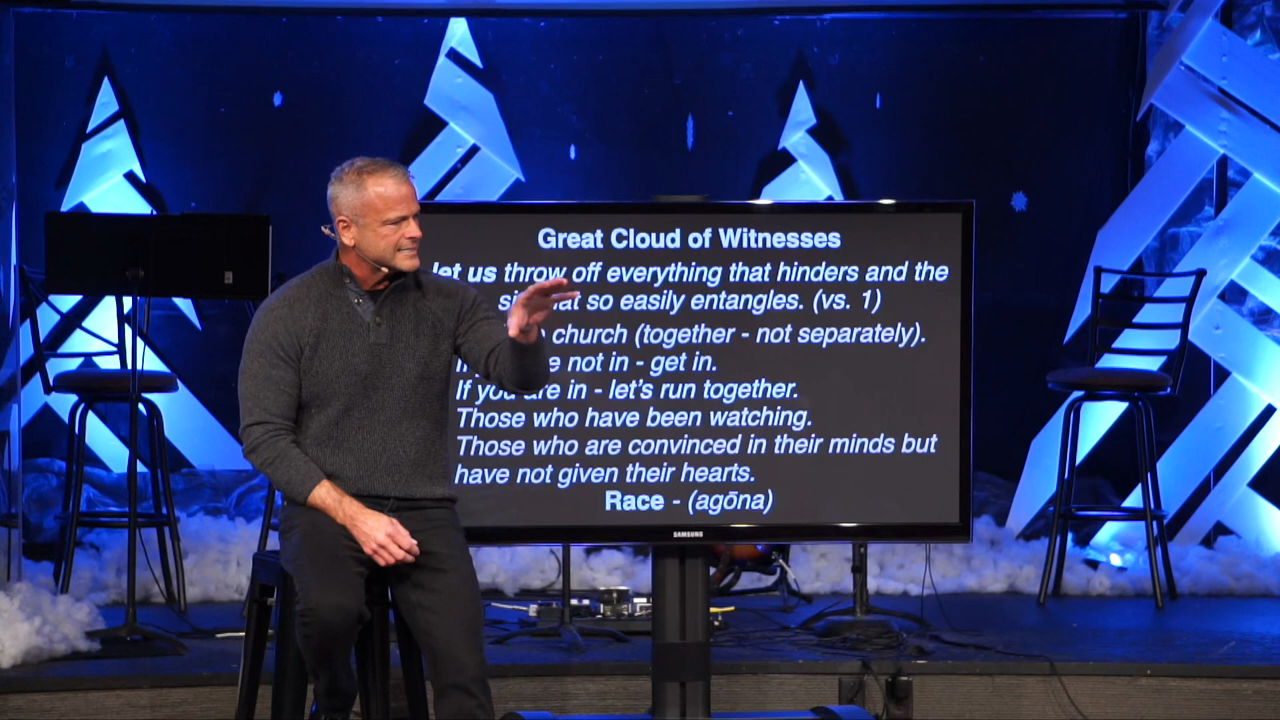 Great Cloud of Witnesses
let us throw off everything that hinders and the
so easily entangles. (vs. 1)
church (together - not separately).
not in - get in.
If you are in - let's run together.
Those who have been watching.
Those who are convinced in their minds but
have not given their hearts.
Race - (agōna)
SAMSUNG